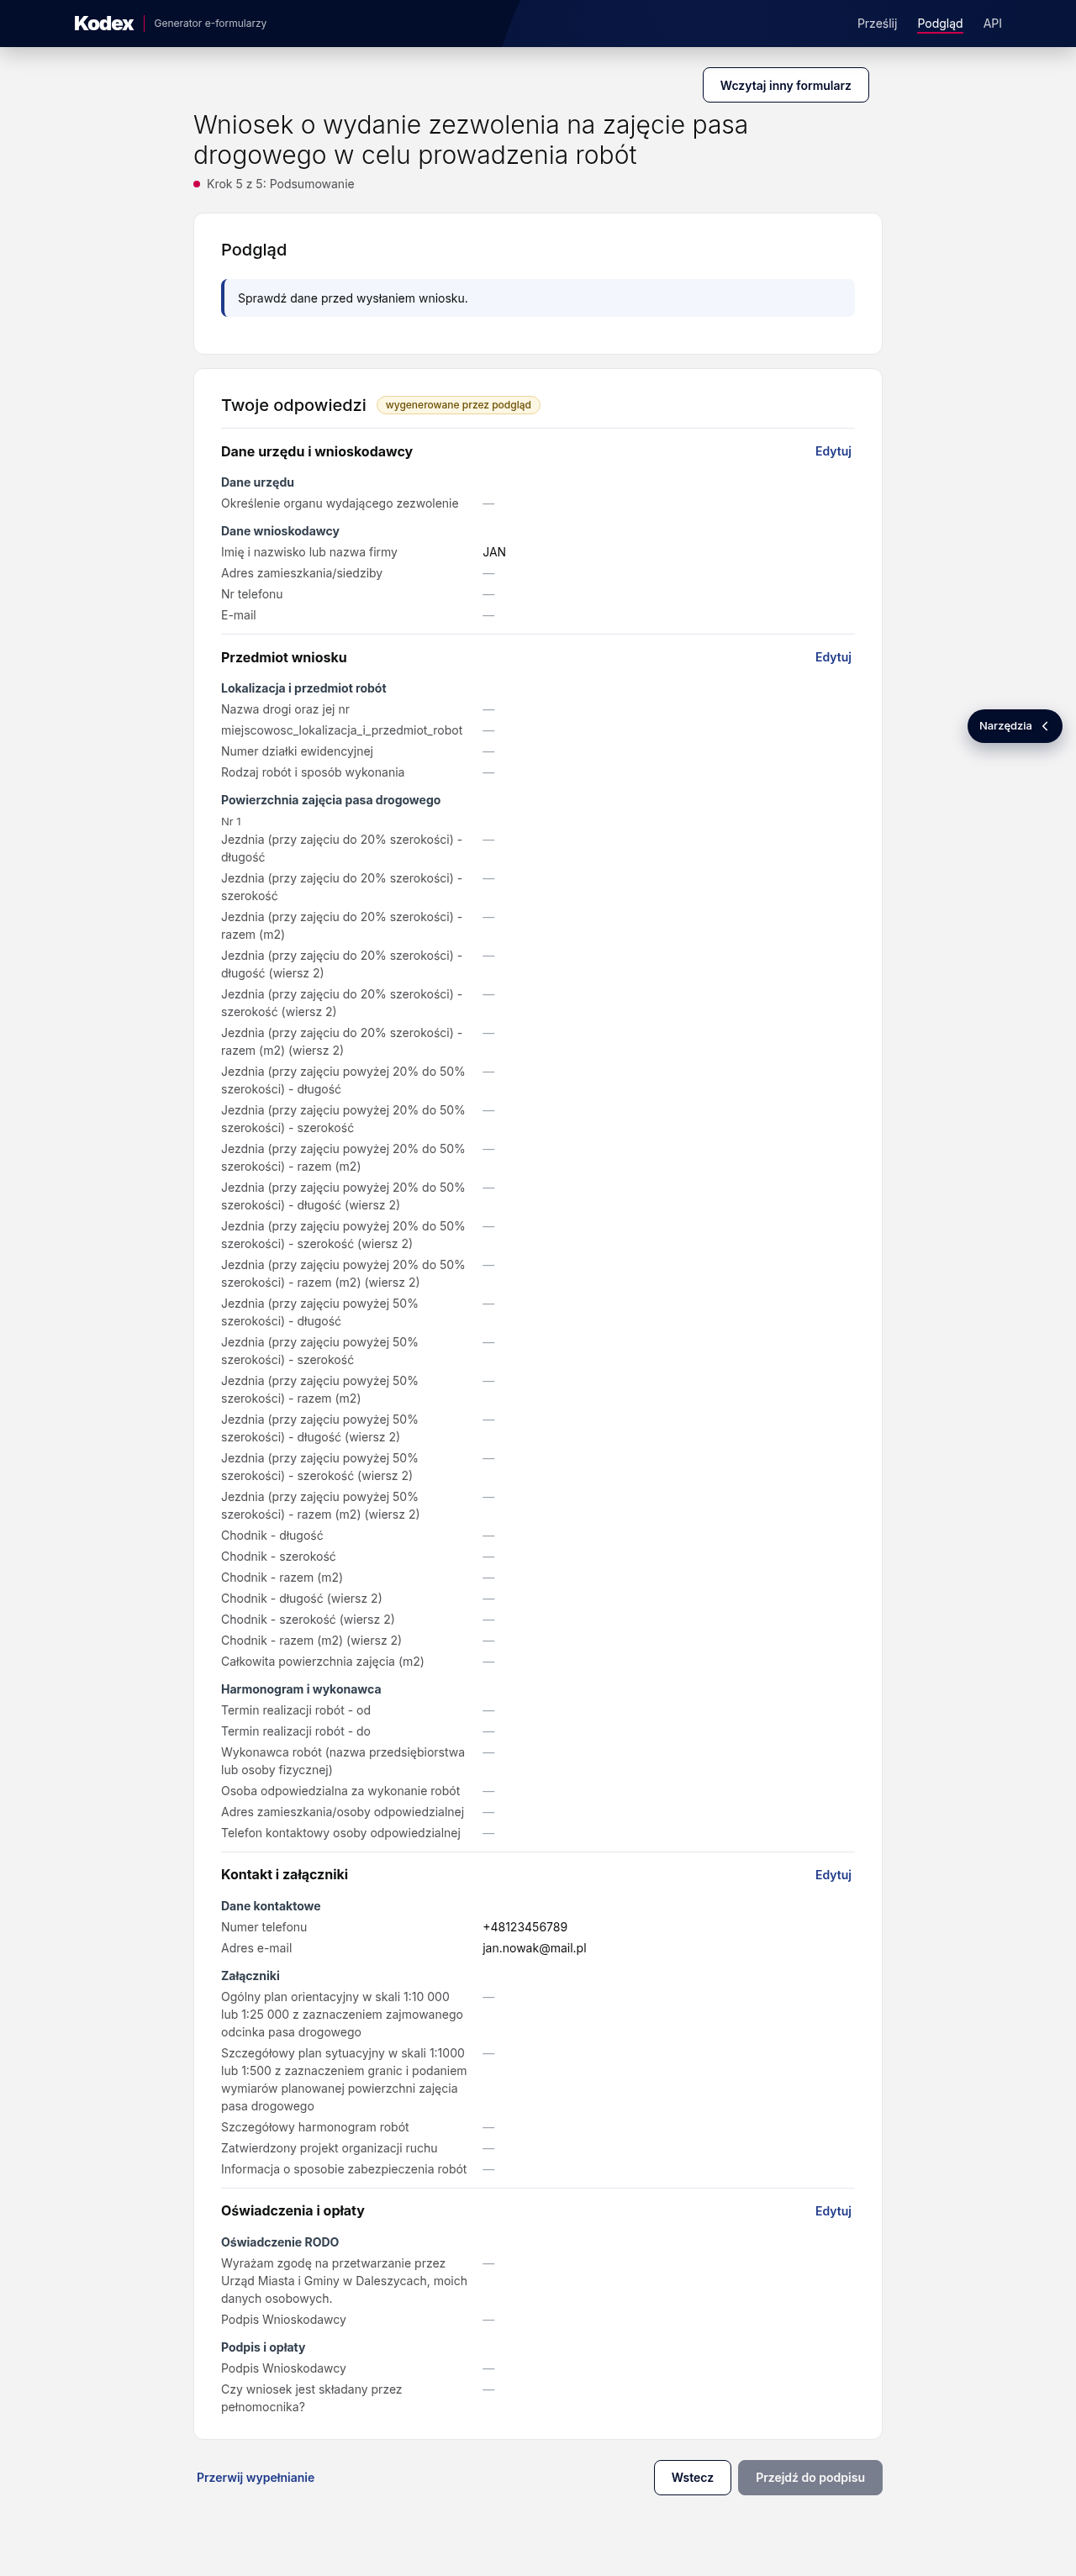 Kodex
Generator e-formularzy
Prześlij
Podgląd
API
Wczytaj inny formularz
Wniosek o wydanie zezwolenia na zajęcie pasa
drogowego w celu prowadzenia robót
Krok 5 z 5: Podsumowanie
Podgląd
Sprawdź dane przed wysłaniem wniosku.
Twoje odpowiedzi
wygenerowane przez podgląd
Dane urzędu i wnioskodawcy
Edytuj
Dane urzędu
Określenie organu wydającego zezwolenie —
Dane wnioskodawcy
Imię i nazwisko lub nazwa firmy JAN
Adres zamieszkania/siedziby —
Nr telefonu —
E-mail —
Przedmiot wniosku
Edytuj
Lokalizacja i przedmiot robót
Nazwa drogi oraz jej nr —
miejscowosc_lokalizacja_i_przedmiot_robot —
Numer działki ewidencyjnej —
Rodzaj robót i sposób wykonania —
Powierzchnia zajęcia pasa drogowego
Nr 1
Jezdnia (przy zajęciu do 20% szerokości) - —
długość
Jezdnia (przy zajęciu do 20% szerokości) - —
szerokość
Jezdnia (przy zajęciu do 20% szerokości) - —
razem (m2)
Jezdnia (przy zajęciu do 20% szerokości) - —
długość (wiersz 2)
Jezdnia (przy zajęciu do 20% szerokości) - —
szerokość (wiersz 2)
Jezdnia (przy zajęciu do 20% szerokości) - —
razem (m2) (wiersz 2)
Jezdnia (przy zajęciu powyżej 20% do 50% —
szerokości) - długość
Jezdnia (przy zajęciu powyżej 20% do 50% —
szerokości) - szerokość
Jezdnia (przy zajęciu powyżej 20% do 50% —
szerokości) - razem (m2)
Jezdnia (przy zajęciu powyżej 20% do 50% —
szerokości) - długość (wiersz 2)
Jezdnia (przy zajęciu powyżej 20% do 50% —
szerokości) - szerokość (wiersz 2)
Jezdnia (przy zajęciu powyżej 20% do 50% —
szerokości) - razem (m2) (wiersz 2)
Jezdnia (przy zajęciu powyżej 50% —
szerokości) - długość
Jezdnia (przy zajęciu powyżej 50% —
szerokości) - szerokość
Jezdnia (przy zajęciu powyżej 50% —
szerokości) - razem (m2)
Jezdnia (przy zajęciu powyżej 50% —
szerokości) - długość (wiersz 2)
Jezdnia (przy zajęciu powyżej 50% —
szerokości) - szerokość (wiersz 2)
Jezdnia (przy zajęciu powyżej 50% —
szerokości) - razem (m2) (wiersz 2)
Chodnik - długość —
Chodnik - szerokość —
Chodnik - razem (m2) —
Chodnik - długość (wiersz 2) —
Chodnik - szerokość (wiersz 2) —
Chodnik - razem (m2) (wiersz 2) —
Całkowita powierzchnia zajęcia (m2) —
Harmonogram i wykonawca
Termin realizacji robót - od —
Termin realizacji robót - do —
Wykonawca robót (nazwa przedsiębiorstwa —
lub osoby fizycznej)
Osoba odpowiedzialna za wykonanie robót —
Adres zamieszkania/osoby odpowiedzialnej —
Telefon kontaktowy osoby odpowiedzialnej —
Kontakt i załączniki
Edytuj
Dane kontaktowe
Numer telefonu +48123456789
Adres e-mail jan.nowak@mail.pl
Załączniki
Ogólny plan orientacyjny w skali 1:10 000 —
lub 1:25 000 z zaznaczeniem zajmowanego
odcinka pasa drogowego
Szczegółowy plan sytuacyjny w skali 1:1000 —
lub 1:500 z zaznaczeniem granic i podaniem
wymiarów planowanej powierzchni zajęcia
pasa drogowego
Szczegółowy harmonogram robót —
Zatwierdzony projekt organizacji ruchu —
Informacja o sposobie zabezpieczenia robót —
Oświadczenia i opłaty
Edytuj
Oświadczenie RODO
Wyrażam zgodę na przetwarzanie przez —
Urząd Miasta i Gminy w Daleszycach, moich
danych osobowych.
Podpis Wnioskodawcy —
Podpis i opłaty
Podpis Wnioskodawcy —
Czy wniosek jest składany przez —
pełnomocnika?
Przerwij wypełnianie
Wstecz
Przejdź do podpisu
Narzędzia